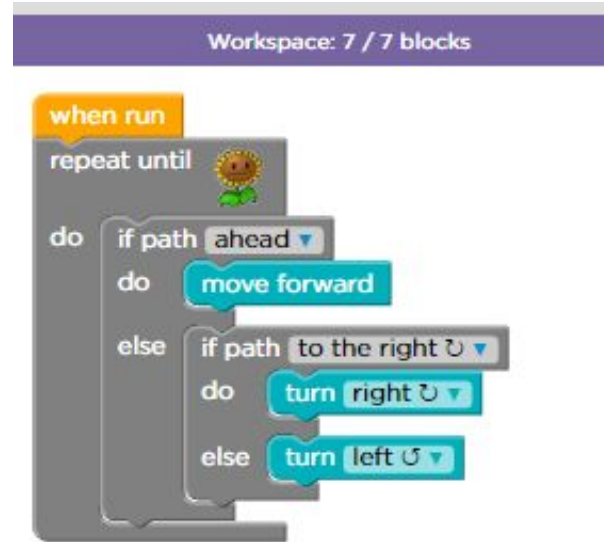 Workspace: 7 / 7 blocks
when run
repeat until
do if path ahead ▼
do move forward
else if path to the right ↻ ▼
do turn right ↻ ▼
else turn left ↺ ▼